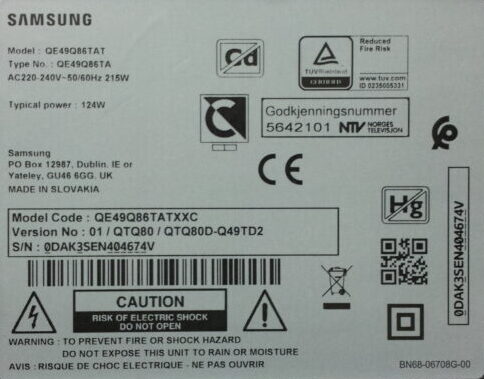 SAMSUNG
Model : QE49Q86TAT
Type No. : QE49Q86TA
AC220-240V~50/60Hz 215W
Typical power : 124W
Cd
TÜVRheinland
CERTIFIED
Reduced
Fire Risk
www.tuv.com
ID 0235005331
Godkjenningsnummer
5642101 NTV NORGES
TELEVISJON
Samsung
PO Box 12987, Dublin. IE or
Yateley, GU46 6GG. UK
MADE IN SLOVAKIA
CE
Hg
Model Code : QE49Q86TATXXC
Version No : 01 / QTQ80 / QTQ80D-Q49TD2
S/N : 0DAK3SEN404674V
0DAK3SEN404674V
CAUTION
RISK OF ELECTRIC SHOCK
DO NOT OPEN
WARNING : TO PREVENT FIRE OR SHOCK HAZARD
DO NOT EXPOSE THIS UNIT TO RAIN OR MOISTURE
AVIS : RISQUE DE CHOC ELECTRIQUE - NE PAS OUVRIR
BN68-06708G-00